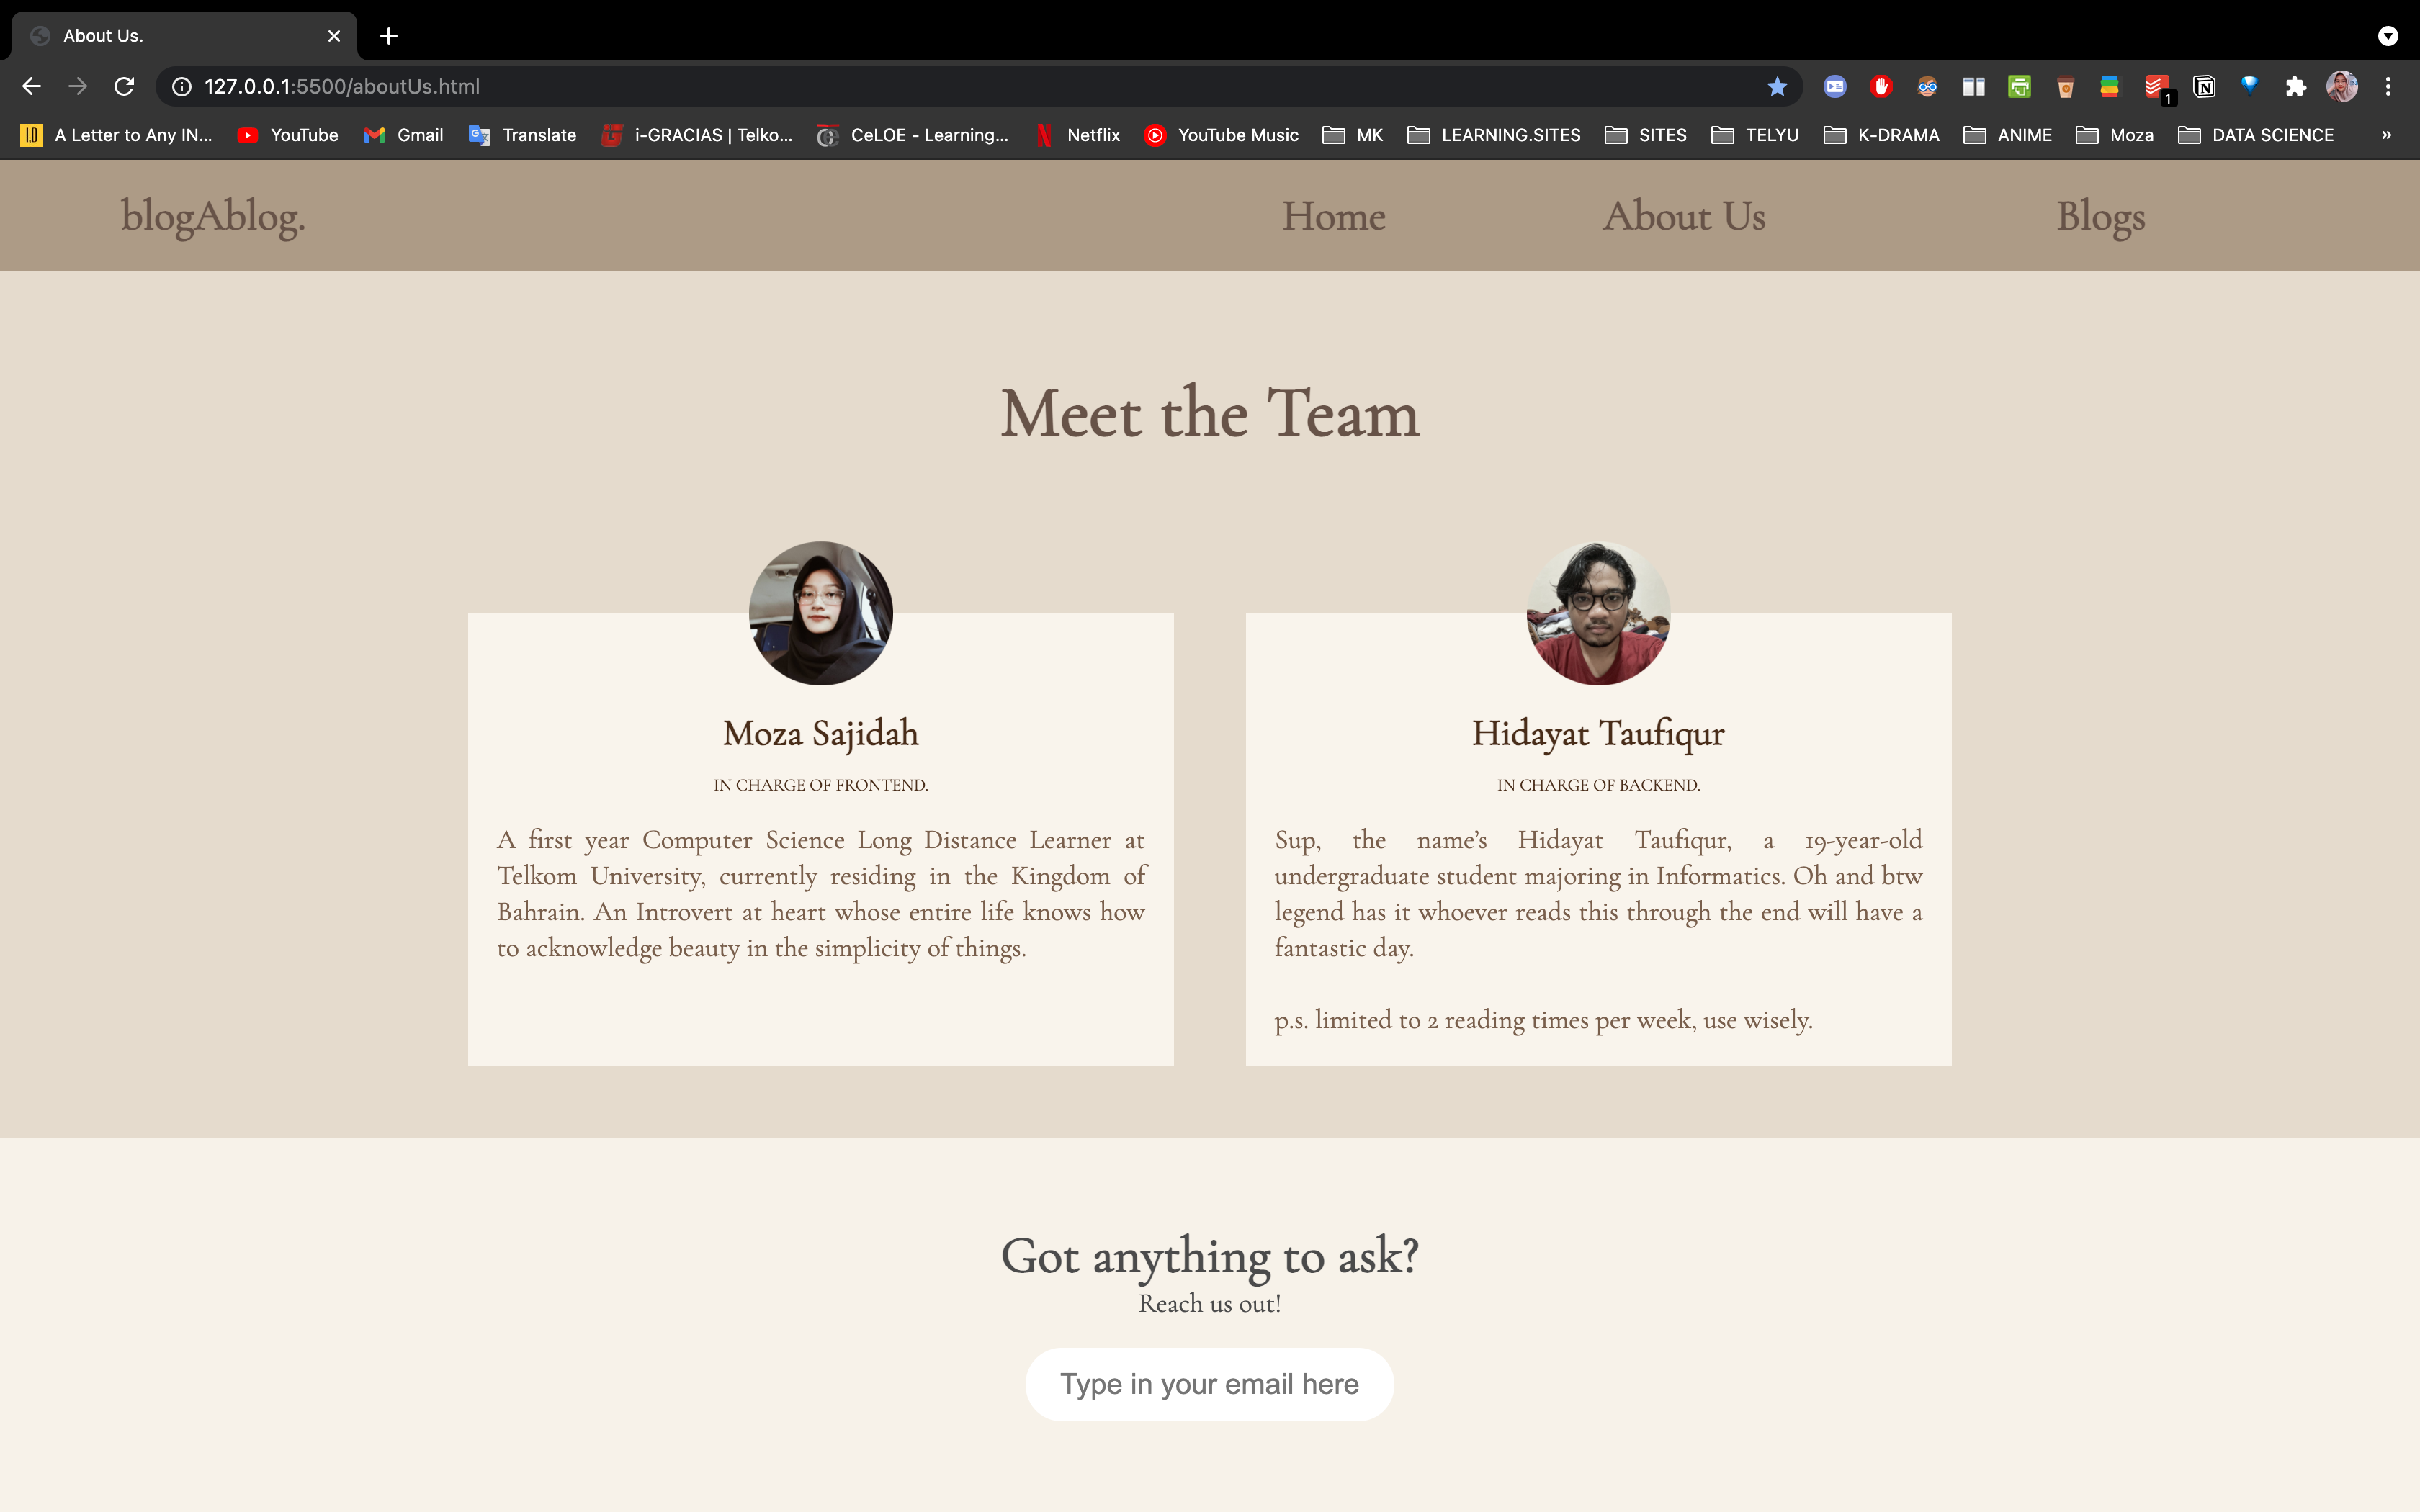 About Us.
127.0.0.1:5500/aboutUs.html
1
A Letter to Any IN...
YouTube
Gmail
Translate
i-GRACIAS | Telko...
CeLOE - Learning...
Netflix
YouTube Music
MK
LEARNING.SITES
SITES
TELYU
K-DRAMA
ANIME
Moza
DATA SCIENCE
»
blogAblog.
Home
About Us
Blogs
Meet the Team
Moza Sajidah
IN CHARGE OF FRONTEND.
A first year Computer Science Long Distance Learner at
Telkom University, currently residing in the Kingdom of
Bahrain. An Introvert at heart whose entire life knows how
to acknowledge beauty in the simplicity of things.
Hidayat Taufiqur
IN CHARGE OF BACKEND.
Sup, the name’s Hidayat Taufiqur, a 19-year-old
undergraduate student majoring in Informatics. Oh and btw
legend has it whoever reads this through the end will have a
fantastic day.
p.s. limited to 2 reading times per week, use wisely.
Got anything to ask?
Reach us out!
Type in your email here